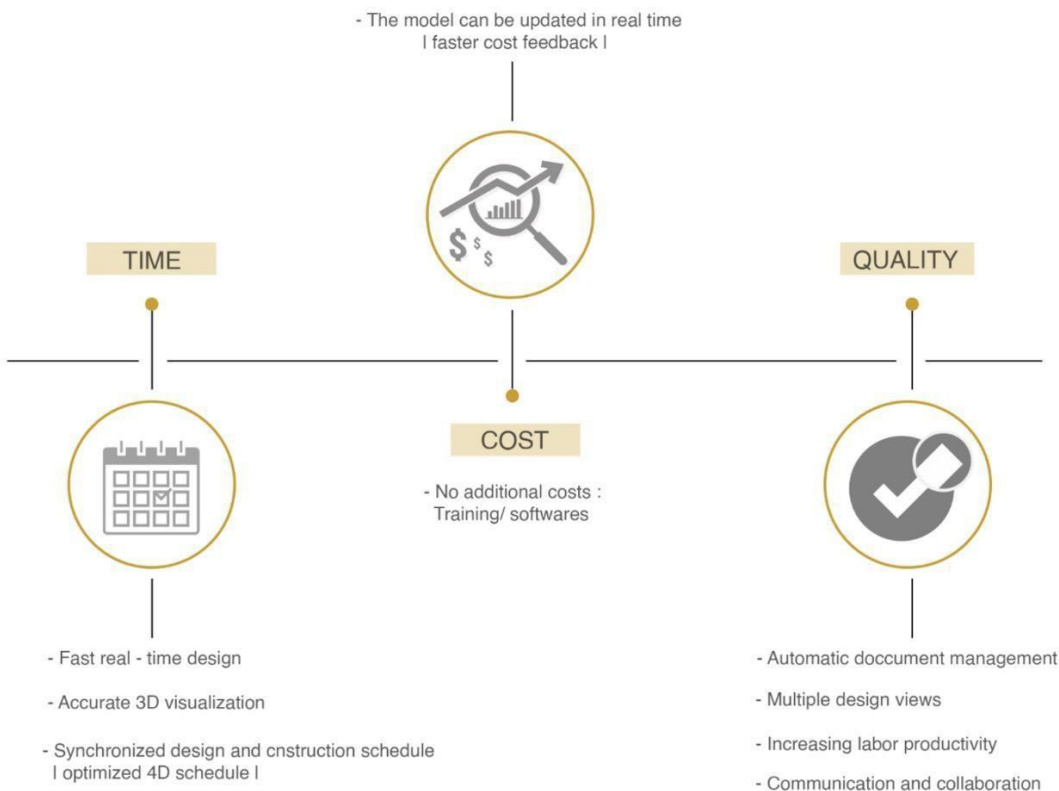 - The model can be updated in real time
| faster cost feedback |
$ $ $
TIME
QUALITY
COST
- No additional costs :
Training/ softwares
- Fast real - time design
- Accurate 3D visualization
- Synchronized design and cnstruction schedule
| optimized 4D schedule |
- Automatic doccument management
- Multiple design views
- Increasing labor productivity
- Communication and collaboration